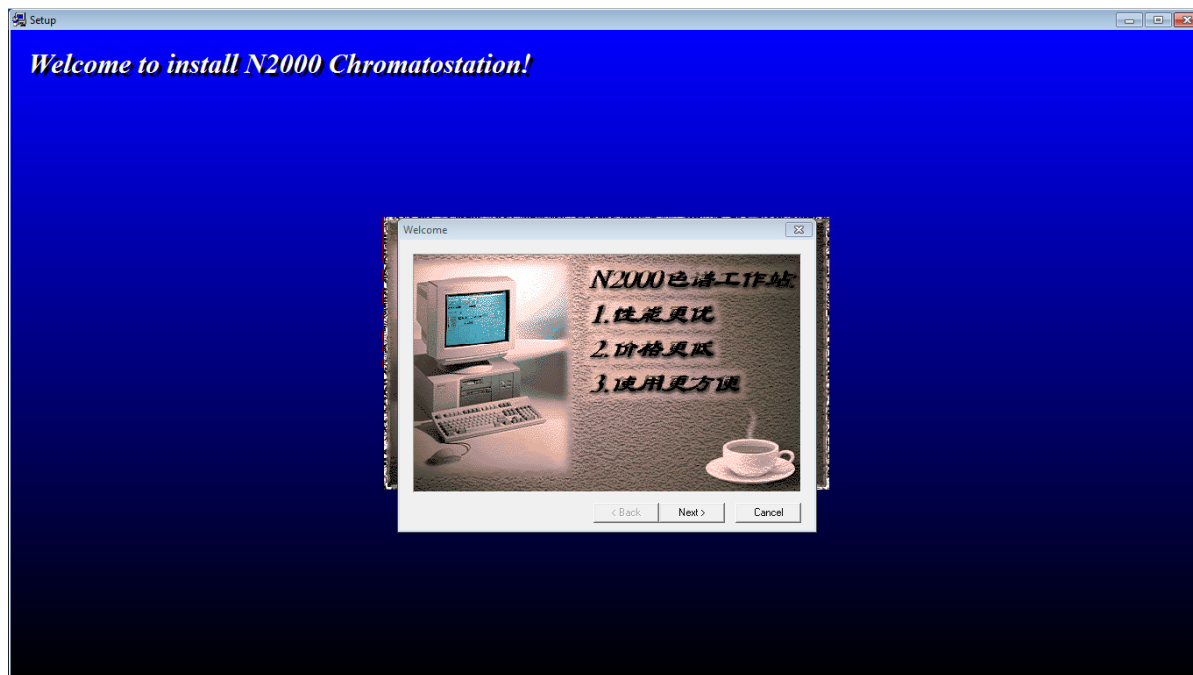 Setup
Welcome to install N2000 Chromatostation!
Welcome
N2000色谱工作站:
1.性能更优
2.价格更低
3.使用更方便
< Back
Next >
Cancel